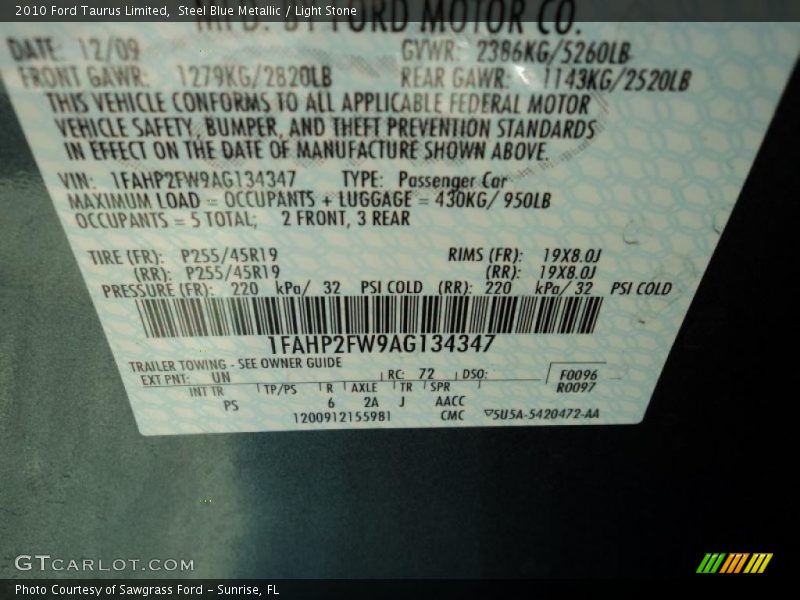 2010 Ford Taurus Limited, Steel Blue Metallic / Light Stone
MFD. BY FORD MOTOR CO.
DATE: 12/09 GVWR: 2386KG/5260LB
FRONT GAWR: 1279KG/2820LB REAR GAWR: 1143KG/2520LB
THIS VEHICLE CONFORMS TO ALL APPLICABLE FEDERAL MOTOR
VEHICLE SAFETY, BUMPER, AND THEFT PREVENTION STANDARDS
IN EFFECT ON THE DATE OF MANUFACTURE SHOWN ABOVE.
VIN: 1FAHP2FW9AG134347 TYPE: Passenger Car
MAXIMUM LOAD = OCCUPANTS + LUGGAGE = 430KG/ 950LB
OCCUPANTS = 5 TOTAL; 2 FRONT, 3 REAR
TIRE (FR): P255/45R19 RIMS (FR): 19X8.0J
(RR): P255/45R19 (RR): 19X8.0J
PRESSURE (FR): 220 kPa/ 32 PSI COLD (RR): 220 kPa/ 32 PSI COLD
1FAHP2FW9AG134347
TRAILER TOWING - SEE OWNER GUIDE
EXT PNT: UN RC: 72 DSO: F0096
INT TR TP/PS R AXLE TR SPR R0097
PS 6 2A J AACC
1200912155981 CMC ▽5U5A-5420472-AA
GTCARLOT.COM
Photo Courtesy of Sawgrass Ford - Sunrise, FL